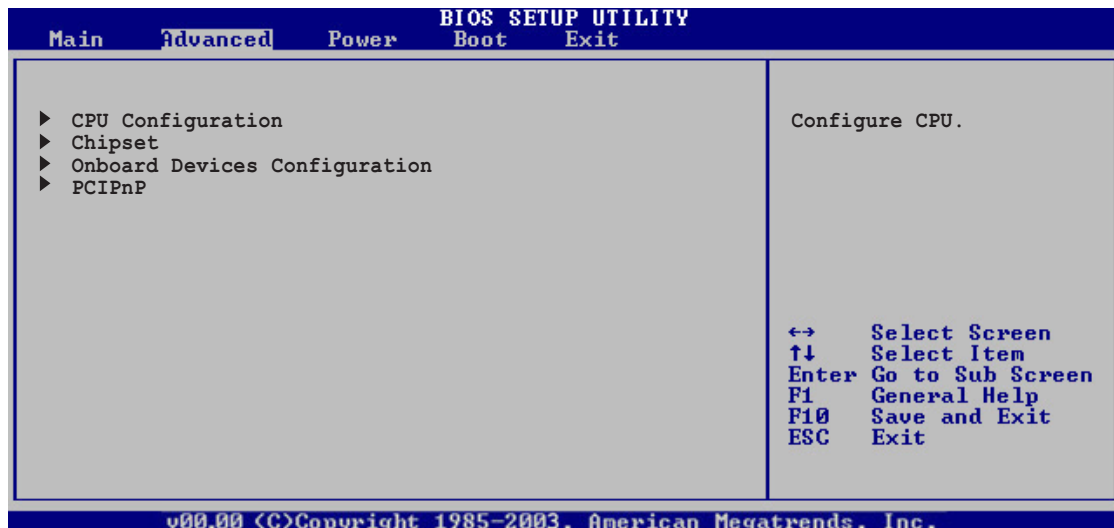 BIOS SETUP UTILITY
Main Advanced Power Boot Exit
▶ CPU Configuration
▶ Chipset
▶ Onboard Devices Configuration
▶ PCIPnP
Configure CPU.
←→ Select Screen
↑↓ Select Item
Enter Go to Sub Screen
F1 General Help
F10 Save and Exit
ESC Exit
v00.00 (C)Copyright 1985-2003, American Megatrends, Inc.